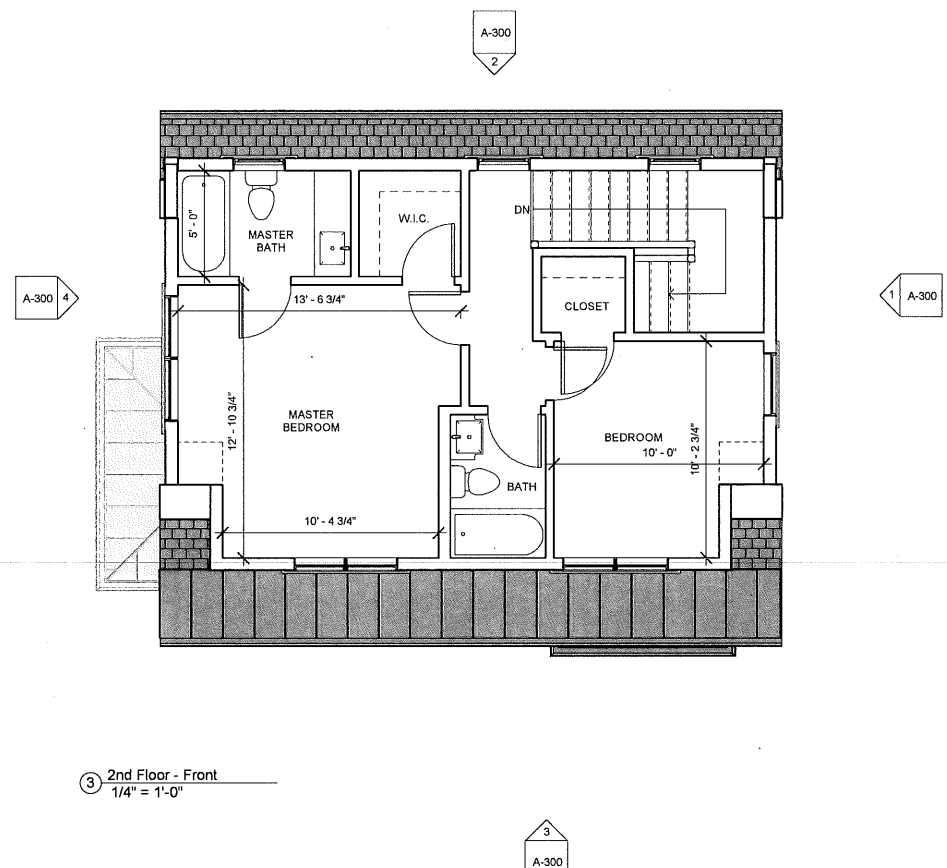 A-300
2
DN
W.I.C.
5' - 0"
MASTER
BATH
A-300 4
13' - 6 3/4"
CLOSET
1 A-300
12' - 10 3/4"
MASTER
BEDROOM
BEDROOM
10' - 2 3/4"
10' - 0"
BATH
10' - 4 3/4"
3 2nd Floor - Front
1/4" = 1'-0"
3
A-300